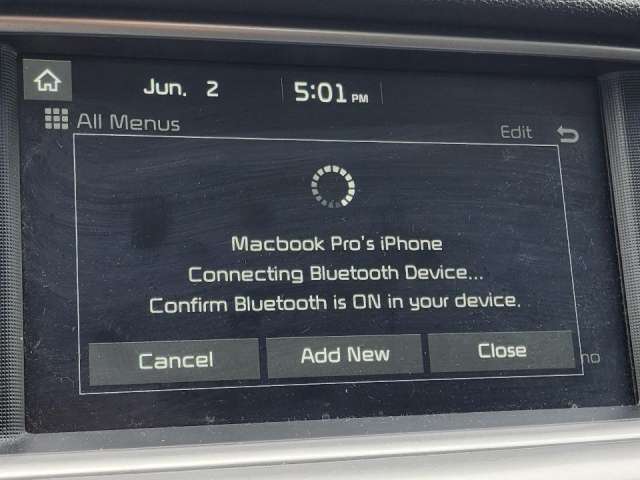 Jun. 2 5:01 PM
All Menus Edit
Macbook Pro's iPhone
Connecting Bluetooth Device...
Confirm Bluetooth is ON in your device.
Cancel Add New Close